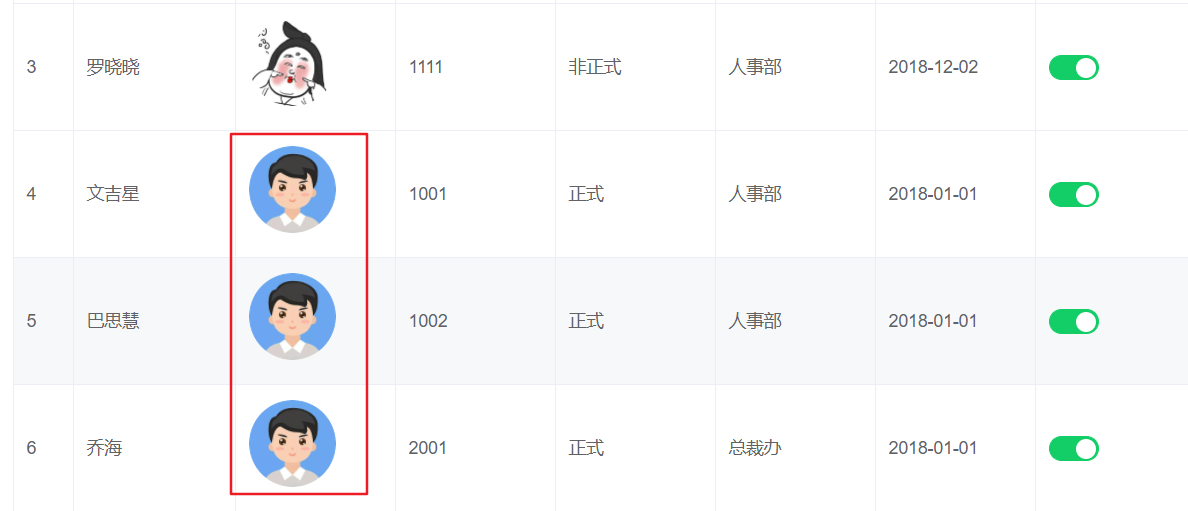 3 罗晓晓 1111 非正式 人事部 2018-12-02
4 文吉星 1001 正式 人事部 2018-01-01
5 巴思慧 1002 正式 人事部 2018-01-01
6 乔海 2001 正式 总裁办 2018-01-01